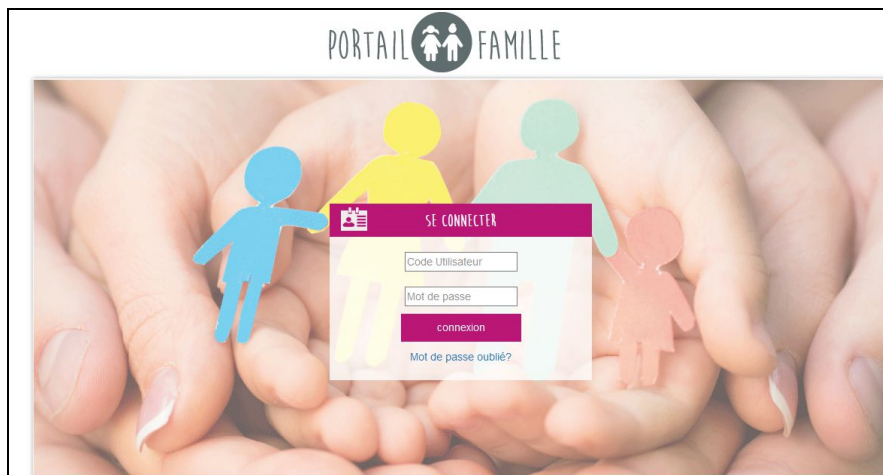 PORTAIL FAMILLE
SE CONNECTER
Code Utilisateur
Mot de passe
connexion
Mot de passe oublié?